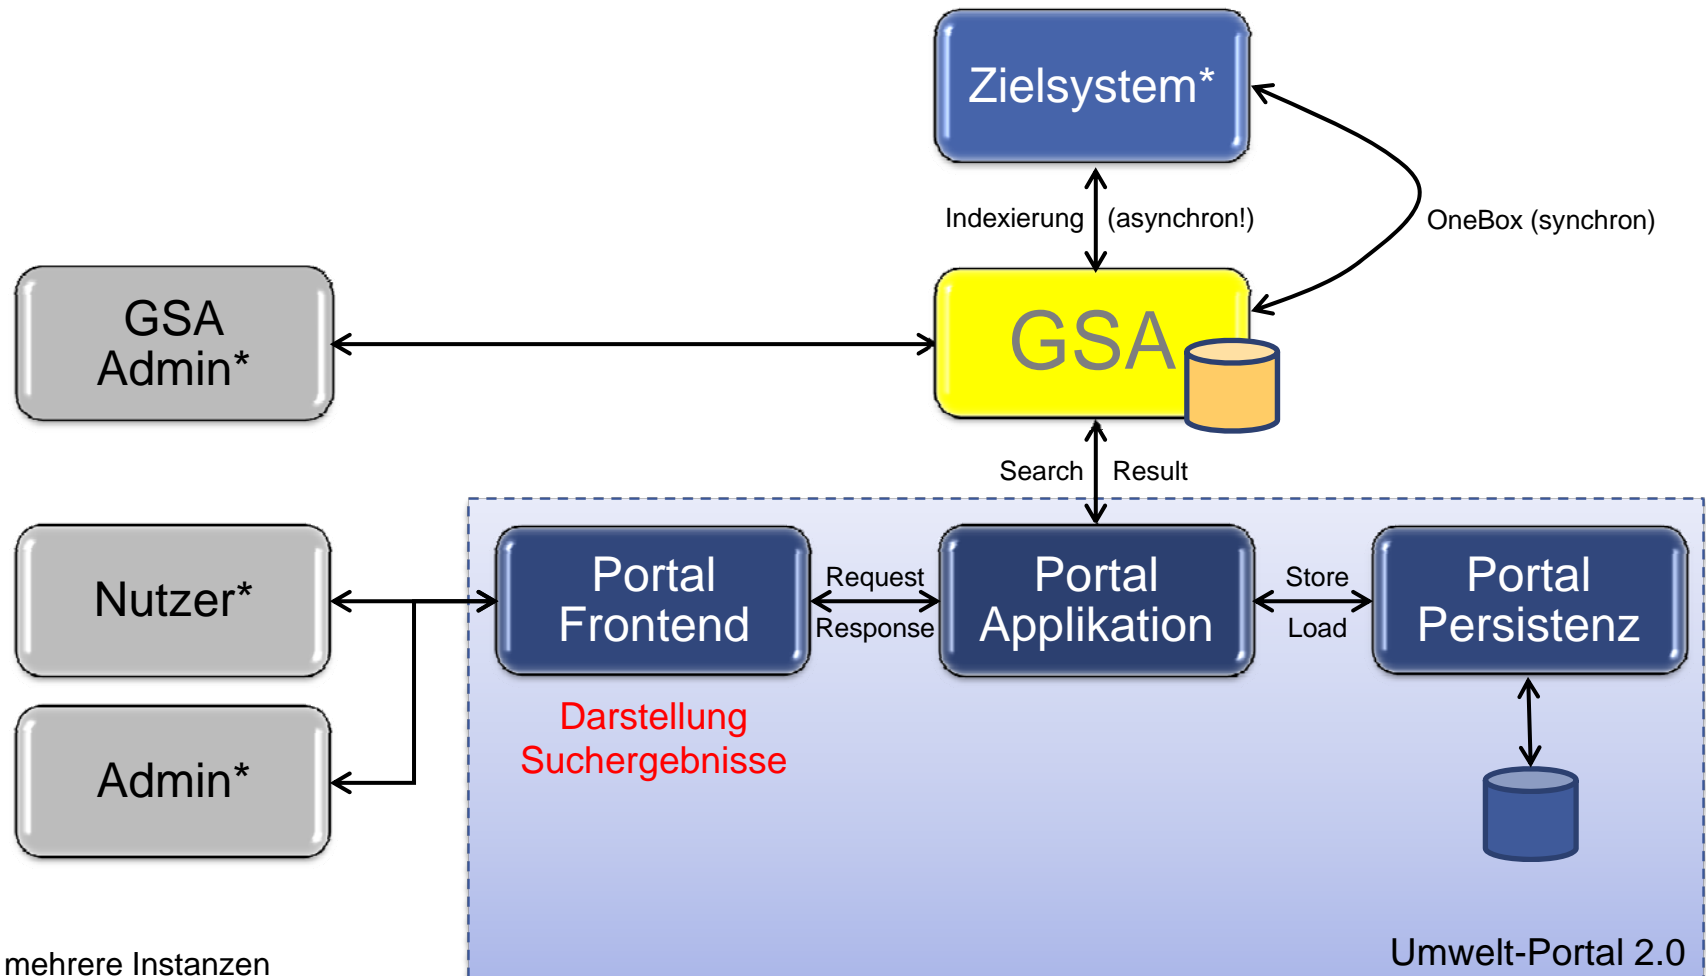 Zielsystem*
Indexierung (asynchron!)
OneBox (synchron)
GSA
Admin*
GSA
Search Result
Nutzer*
Portal
Frontend
Request
Response
Portal
Applikation
Store
Load
Portal
Persistenz
Darstellung
Suchergebnisse
Admin*
mehrere Instanzen
Umwelt-Portal 2.0